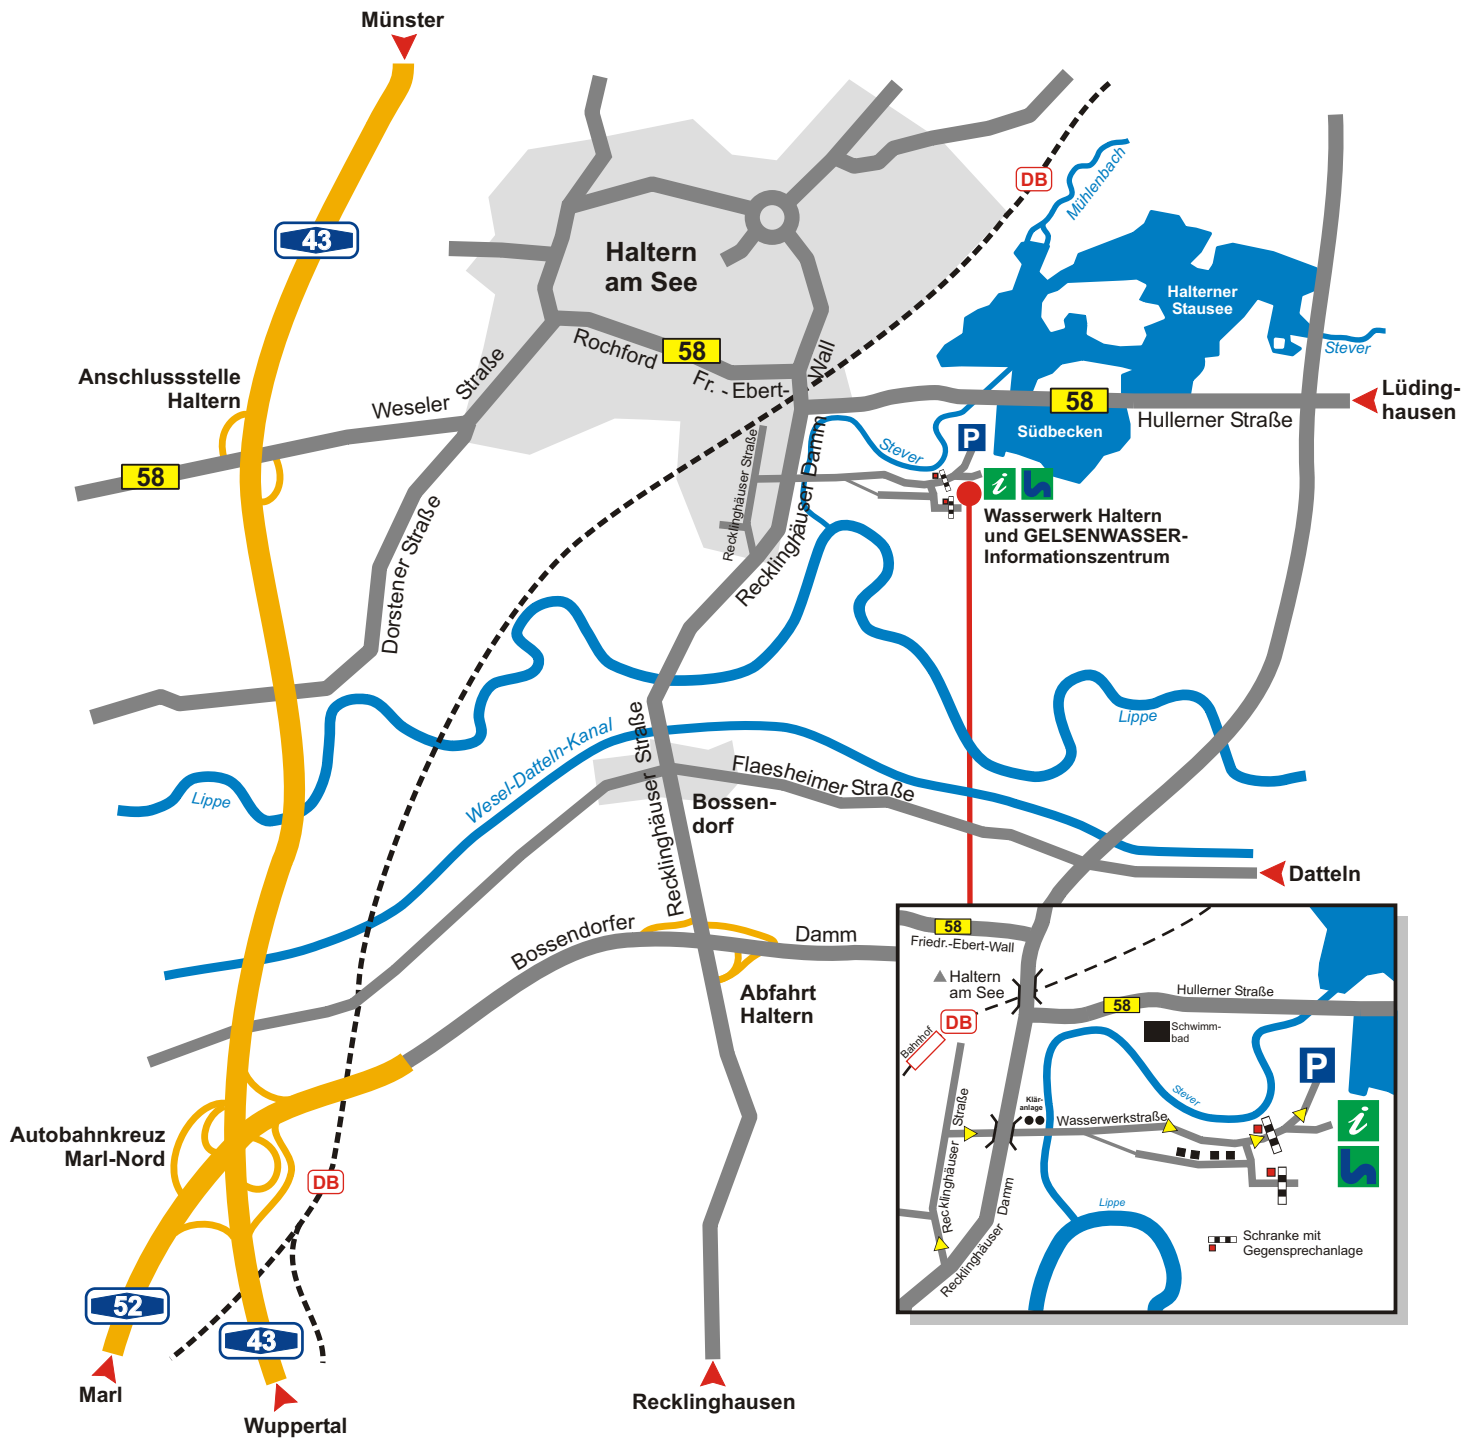 Münster
43
DB
Mühlenbach
Haltern
am See
Halterner
Stausee
Stever
58
Rochford
Fr. - Ebert-
Wall
Anschlussstelle
Haltern
Weseler Straße
58
Lüding-
hausen
58
Hullerner Straße
Südbecken
P
Stever
Recklinghäuser Straße
Recklinghäuser Damm
i
Wasserwerk Haltern
und GELSENWASSER-
Informationszentrum
Dorstener Straße
Lippe
Lippe
Wesel-Datteln-Kanal
Recklinghäuser Straße
Flaesheimer Straße
Bossen-
dorf
Datteln
Bossendorfer
Damm
Abfahrt
Haltern
Autobahnkreuz
Marl-Nord
DB
52
43
Marl
Wuppertal
Recklinghausen
58
Friedr.-Ebert-Wall
Haltern
am See
DB
Bahnhof
Hullerner Straße
58
Schwimm-
bad
P
Stever
Klär-
anlage
Wasserwerkstraße
i
Recklinghäuser Straße
Recklinghäuser Damm
Lippe
Schranke mit
Gegensprechanlage